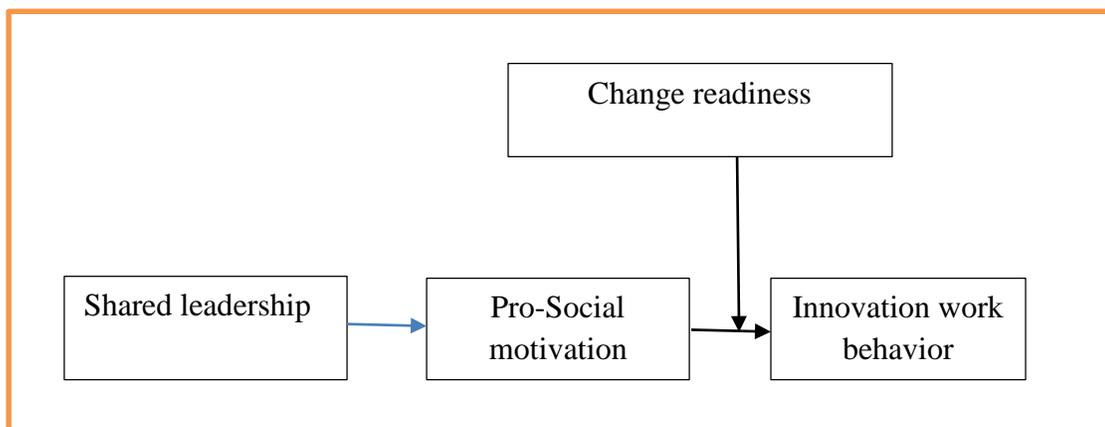 Change readiness
Shared leadership
Pro-Social
motivation
Innovation work
behavior